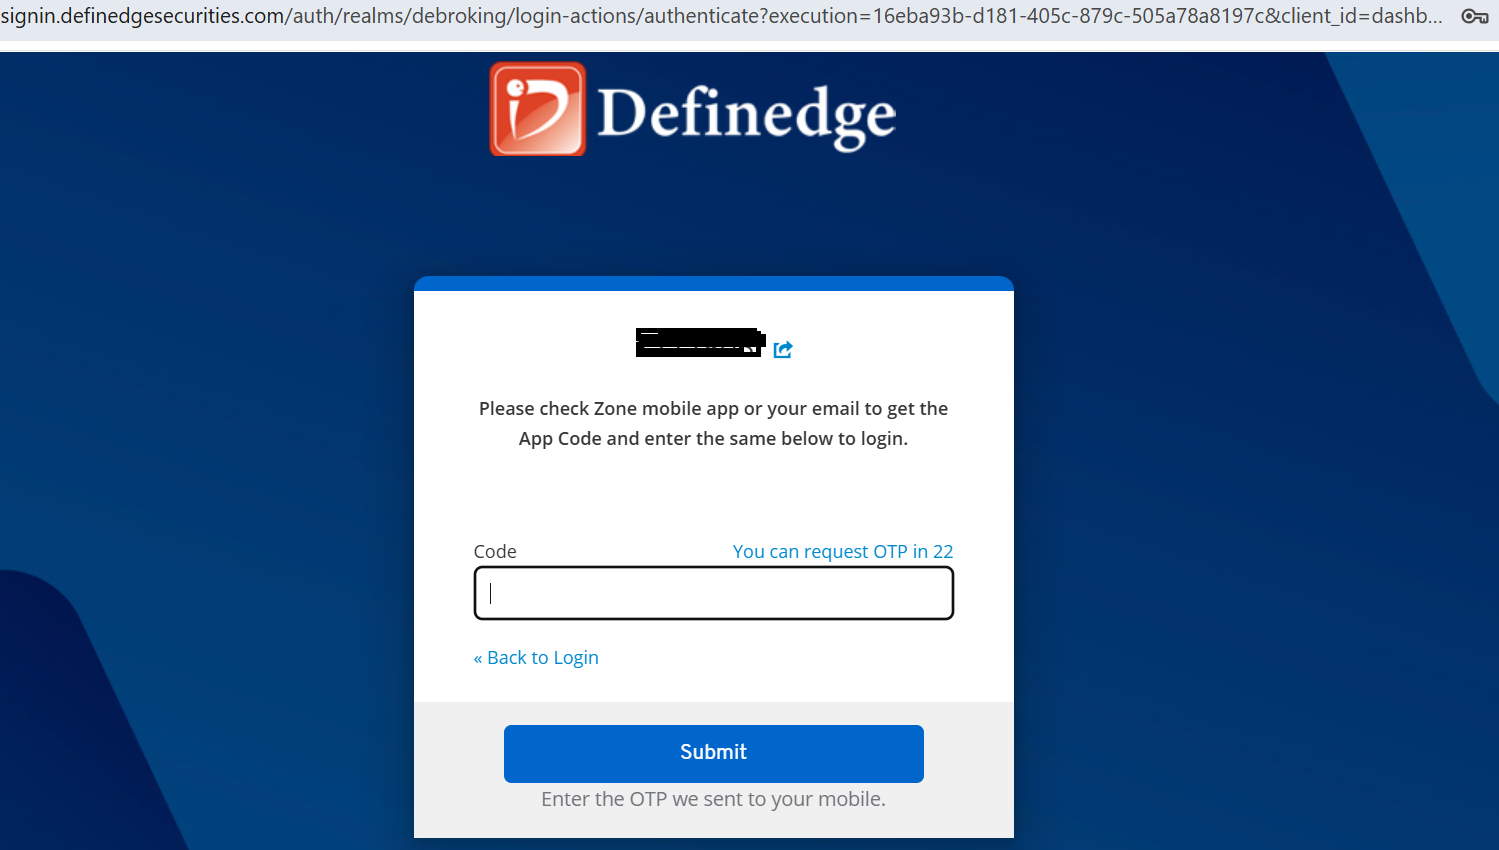 signin.definedgesecurities.com/auth/realms/debroking/login-actions/authenticate?execution=16eba93b-d181-405c-879c-505a78a8197c&client_id=dashb...
Definedge
Please check Zone mobile app or your email to get the
App Code and enter the same below to login.
Code You can request OTP in 22
« Back to Login
Submit
Enter the OTP we sent to your mobile.